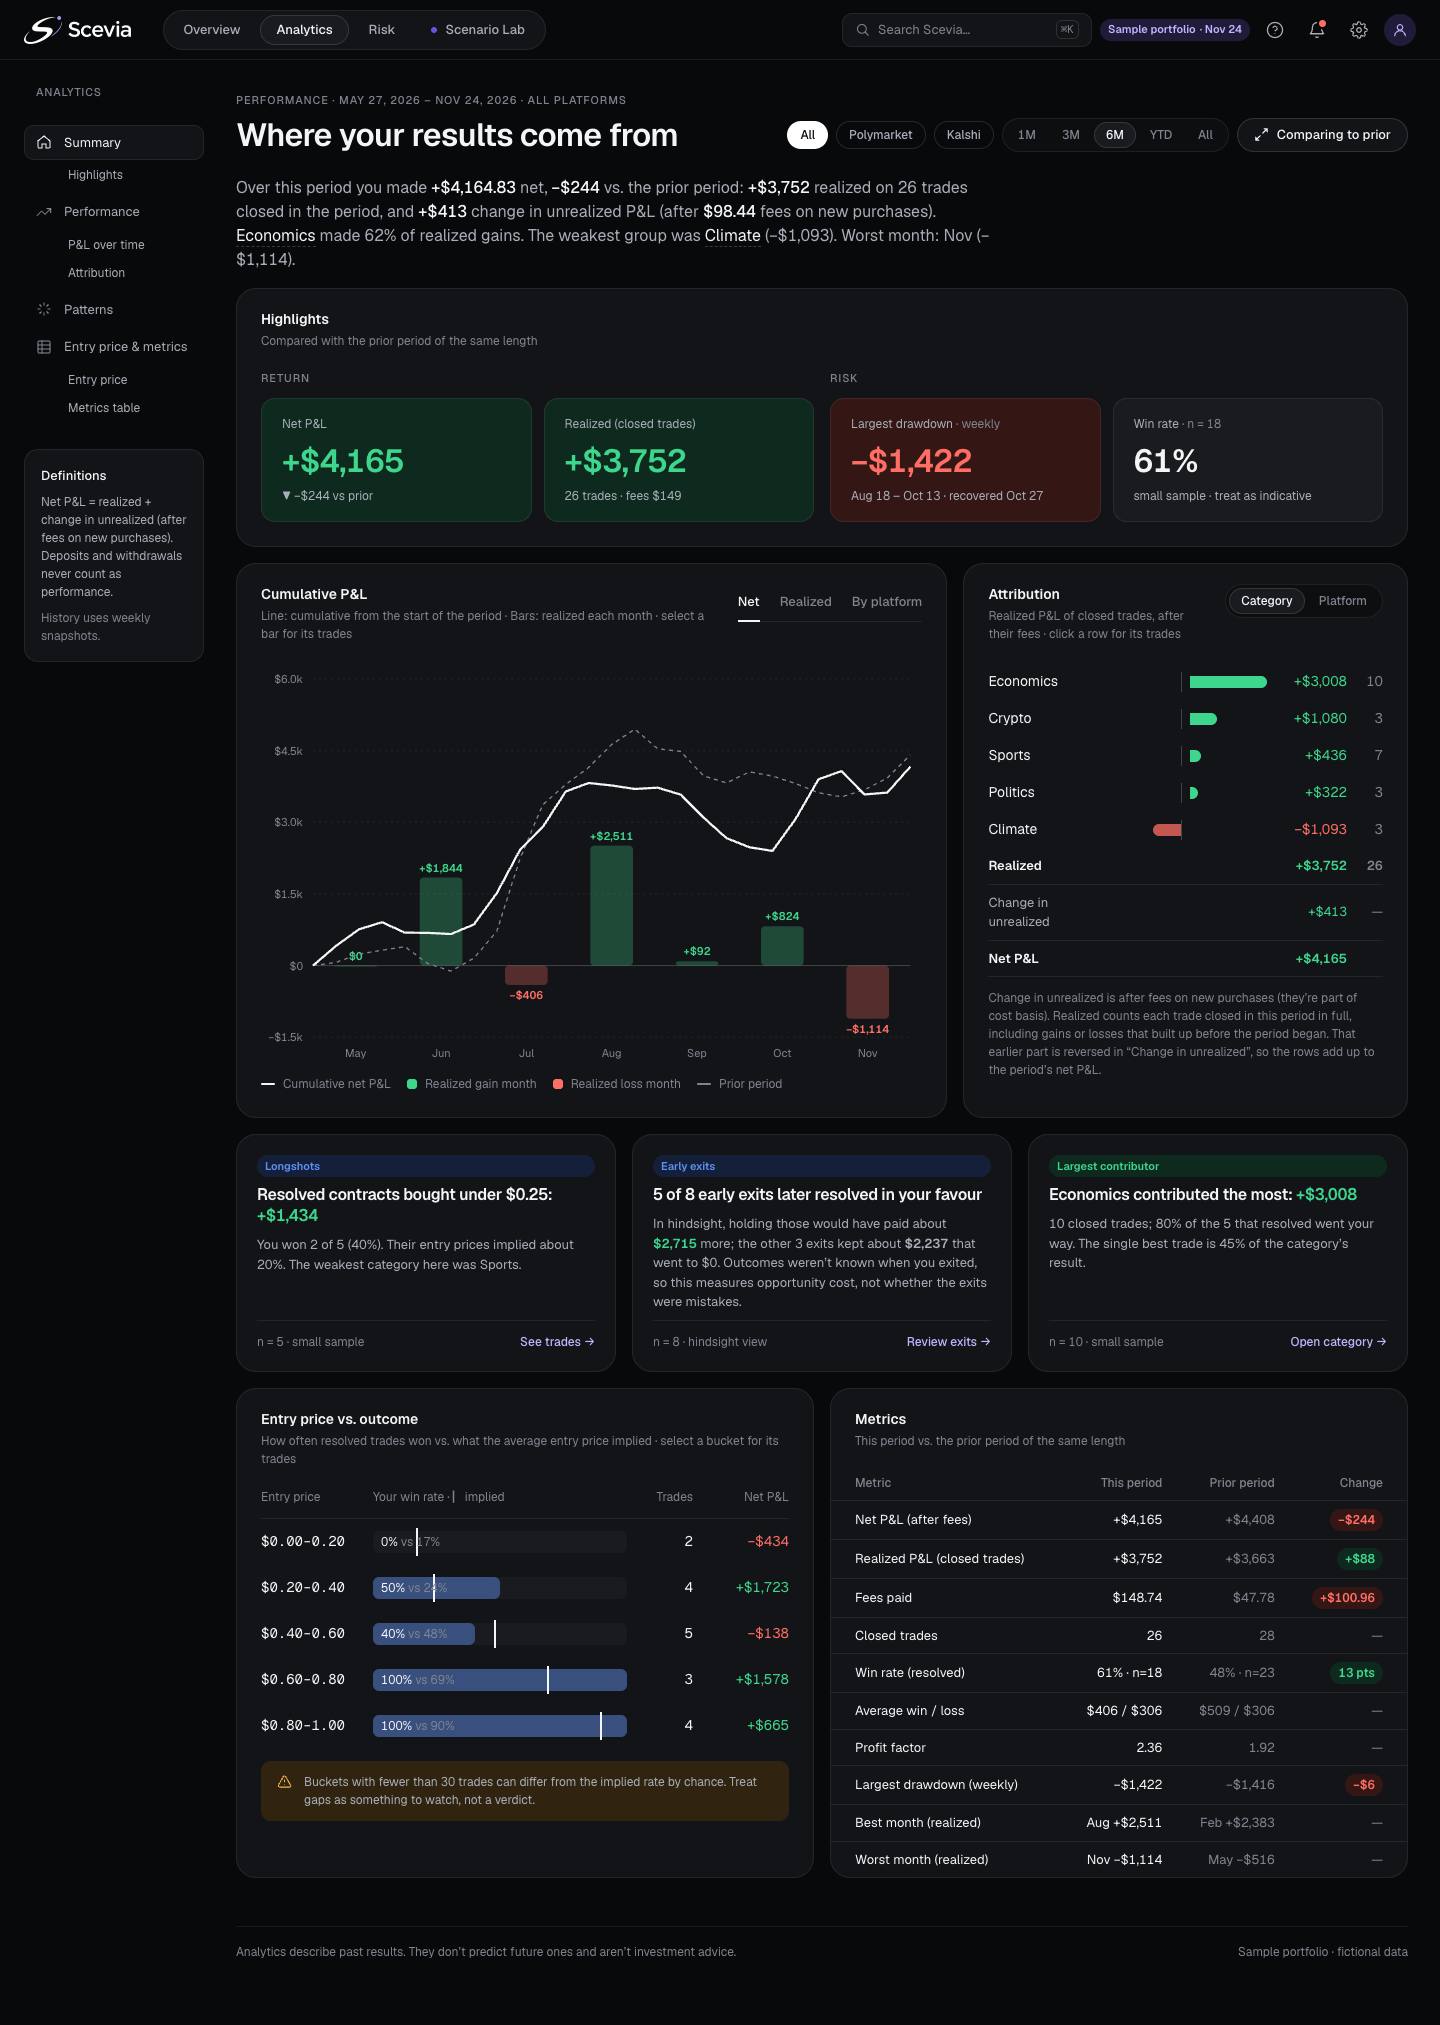 Scevia
Overview
Analytics
Risk
Scenario Lab
Search Scevia…
⌘K
Sample portfolio · Nov 24
ANALYTICS
Summary
Highlights
Performance
P&L over time
Attribution
Patterns
Entry price & metrics
Entry price
Metrics table
Definitions
Net P&L = realized +
change in unrealized (after
fees on new purchases).
Deposits and withdrawals
never count as
performance.
History uses weekly
snapshots.
PERFORMANCE · MAY 27, 2026 – NOV 24, 2026 · ALL PLATFORMS
Where your results come from
All
Polymarket
Kalshi
1M
3M
6M
YTD
All
Comparing to prior
Over this period you made +$4,164.83 net, −$244 vs. the prior period: +$3,752 realized on 26 trades
closed in the period, and +$413 change in unrealized P&L (after $98.44 fees on new purchases).
Economics made 62% of realized gains. The weakest group was Climate (−$1,093). Worst month: Nov (−
$1,114).
Highlights
Compared with the prior period of the same length
RETURN
RISK
Net P&L
+$4,165
▼ −$244 vs prior
Realized (closed trades)
+$3,752
26 trades · fees $149
Largest drawdown · weekly
−$1,422
Aug 18 – Oct 13 · recovered Oct 27
Win rate · n = 18
61%
small sample · treat as indicative
Cumulative P&L
Line: cumulative from the start of the period · Bars: realized each month · select a
bar for its trades
Net
Realized
By platform
$6.0k
$4.5k
$3.0k
$1.5k
$0
−$1.5k
$0
+$1,844
−$406
+$2,511
+$92
+$824
−$1,114
May
Jun
Jul
Aug
Sep
Oct
Nov
Cumulative net P&L
Realized gain month
Realized loss month
Prior period
Attribution
Realized P&L of closed trades, after
their fees · click a row for its trades
Category
Platform
Economics +$3,008 10
Crypto +$1,080 3
Sports +$436 7
Politics +$322 3
Climate −$1,093 3
Realized +$3,752 26
Change in
unrealized
+$413 —
Net P&L +$4,165
Change in unrealized is after fees on new purchases (they’re part of
cost basis). Realized counts each trade closed in this period in full,
including gains or losses that built up before the period began. That
earlier part is reversed in “Change in unrealized”, so the rows add up to
the period’s net P&L.
Longshots
Resolved contracts bought under $0.25:
+$1,434
You won 2 of 5 (40%). Their entry prices implied about
20%. The weakest category here was Sports.
n = 5 · small sample
See trades →
Early exits
5 of 8 early exits later resolved in your favour
In hindsight, holding those would have paid about
$2,715 more; the other 3 exits kept about $2,237 that
went to $0. Outcomes weren’t known when you exited,
so this measures opportunity cost, not whether the exits
were mistakes.
n = 8 · hindsight view
Review exits →
Largest contributor
Economics contributed the most: +$3,008
10 closed trades; 80% of the 5 that resolved went your
way. The single best trade is 45% of the category’s
result.
n = 10 · small sample
Open category →
Entry price vs. outcome
How often resolved trades won vs. what the average entry price implied · select a bucket for its
trades
Entry price
Your win rate · implied
Trades
Net P&L
$0.00–0.20 0% vs 17% 2 −$434
$0.20–0.40 50% vs 24% 4 +$1,723
$0.40–0.60 40% vs 48% 5 −$138
$0.60–0.80 100% vs 69% 3 +$1,578
$0.80–1.00 100% vs 90% 4 +$665
Buckets with fewer than 30 trades can differ from the implied rate by chance. Treat
gaps as something to watch, not a verdict.
Metrics
This period vs. the prior period of the same length
Metric This period Prior period Change
Net P&L (after fees) +$4,165 +$4,408 −$244
Realized P&L (closed trades) +$3,752 +$3,663 +$88
Fees paid $148.74 $47.78 +$100.96
Closed trades 26 28 —
Win rate (resolved) 61% · n=18 48% · n=23 13 pts
Average win / loss $406 / $306 $509 / $306 —
Profit factor 2.36 1.92 —
Largest drawdown (weekly) −$1,422 −$1,416 −$6
Best month (realized) Aug +$2,511 Feb +$2,383 —
Worst month (realized) Nov −$1,114 May −$516 —
Analytics describe past results. They don’t predict future ones and aren’t investment advice.
Sample portfolio · fictional data